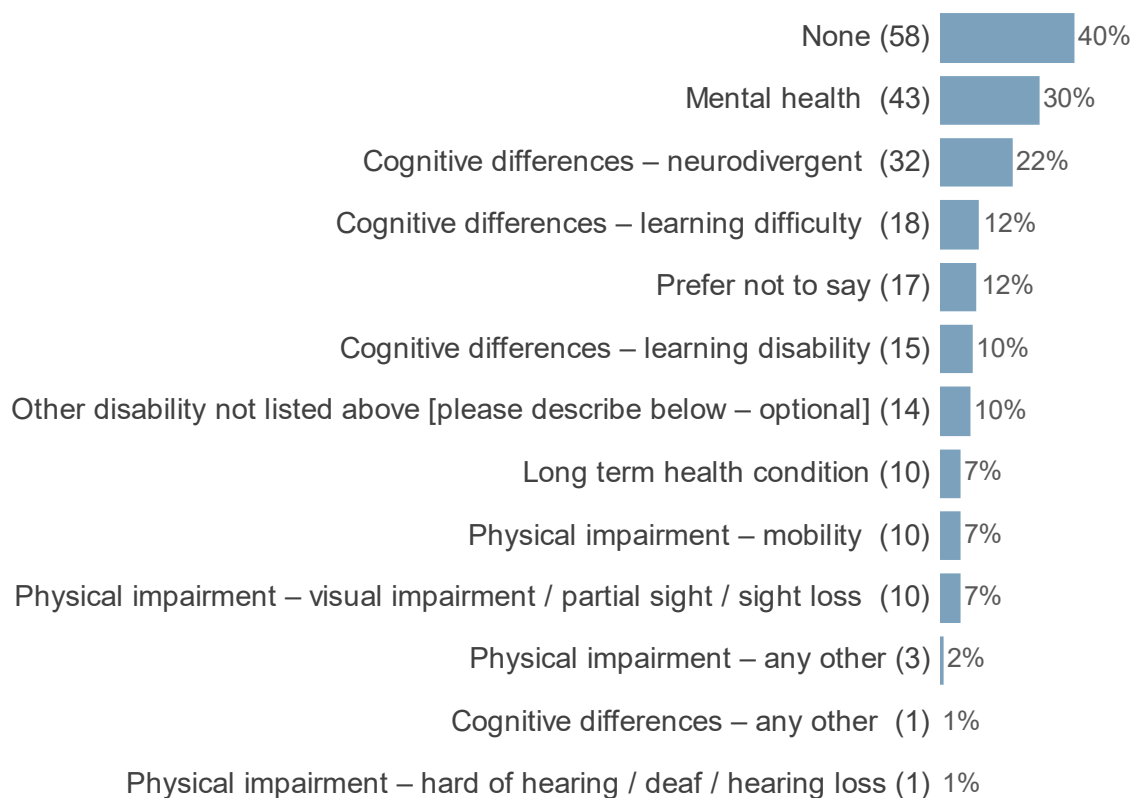 None (58) 40%
Mental health (43) 30%
Cognitive differences – neurodivergent (32) 22%
Cognitive differences – learning difficulty (18) 12%
Prefer not to say (17) 12%
Cognitive differences – learning disability (15) 10%
Other disability not listed above [please describe below – optional] (14) 10%
Long term health condition (10) 7%
Physical impairment – mobility (10) 7%
Physical impairment – visual impairment / partial sight / sight loss (10) 7%
Physical impairment – any other (3) 2%
Cognitive differences – any other (1) 1%
Physical impairment – hard of hearing / deaf / hearing loss (1) 1%